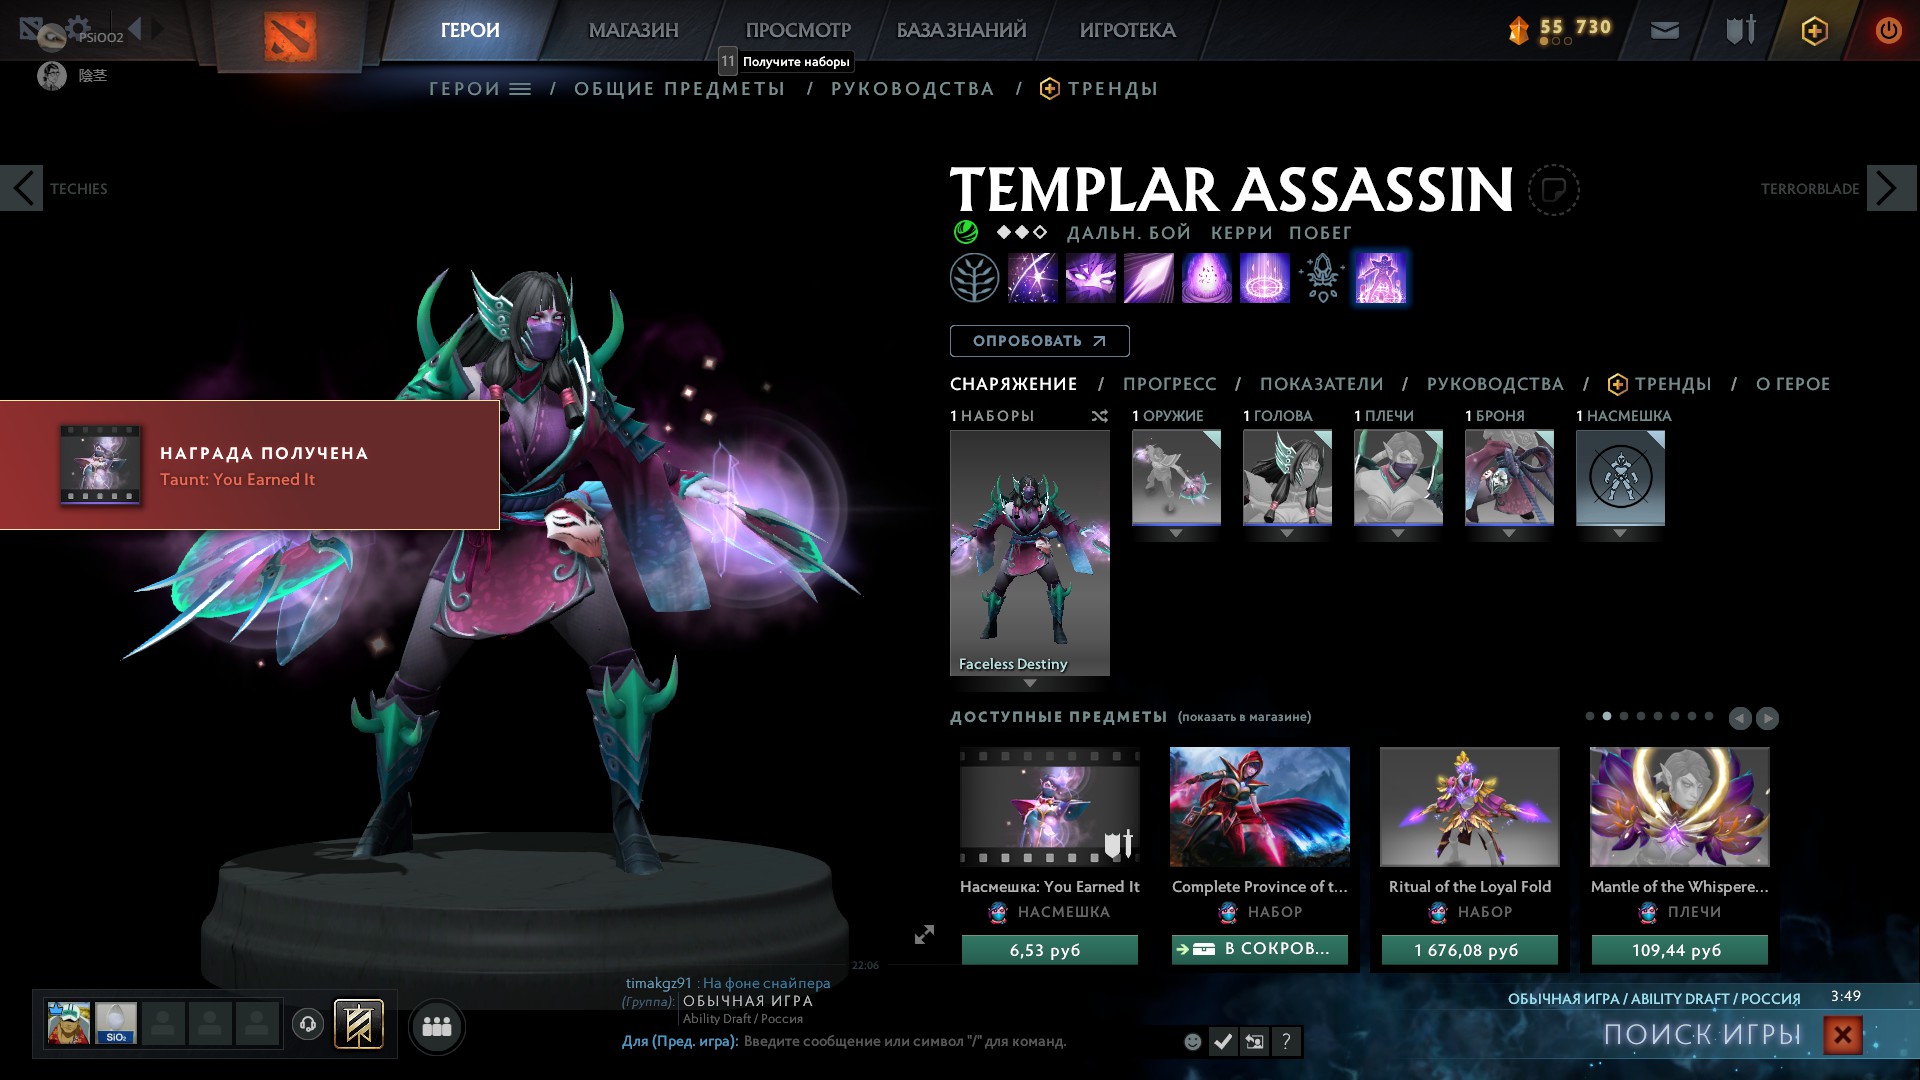 PSiO02
陰茎
ГЕРОИ
МАГАЗИН
ПРОСМОТР
БАЗА ЗНАНИЙ
ИГРОТЕКА
55 730
11 Получите наборы
ГЕРОИ / ОБЩИЕ ПРЕДМЕТЫ / РУКОВОДСТВА / ТРЕНДЫ
TECHIES
TEMPLAR ASSASSIN
TERRORBLADE
ДАЛЬН. БОЙ КЕРРИ ПОБЕГ
ОПРОБОВАТЬ
СНАРЯЖЕНИЕ / ПРОГРЕСС / ПОКАЗАТЕЛИ / РУКОВОДСТВА / ТРЕНДЫ / О ГЕРОЕ
1 НАБОРЫ
1 ОРУЖИЕ
1 ГОЛОВА
1 ПЛЕЧИ
1 БРОНЯ
1 НАСМЕШКА
НАГРАДА ПОЛУЧЕНА
Taunt: You Earned It
Faceless Destiny
ДОСТУПНЫЕ ПРЕДМЕТЫ (показать в магазине)
Насмешка: You Earned It
НАСМЕШКА
6,53 руб
Complete Province of t...
НАБОР
В СОКРОВ...
Ritual of the Loyal Fold
НАБОР
1 676,08 руб
Mantle of the Whispere...
ПЛЕЧИ
109,44 руб
22:06
timakgz91 : На фоне снайпера
(Группа): ОБЫЧНАЯ ИГРА
Ability Draft / Россия
Для (Пред. игра): Введите сообщение или символ "/" для команд.
?
SiO₂
ОБЫЧНАЯ ИГРА / ABILITY DRAFT / РОССИЯ
3:49
ПОИСК ИГРЫ